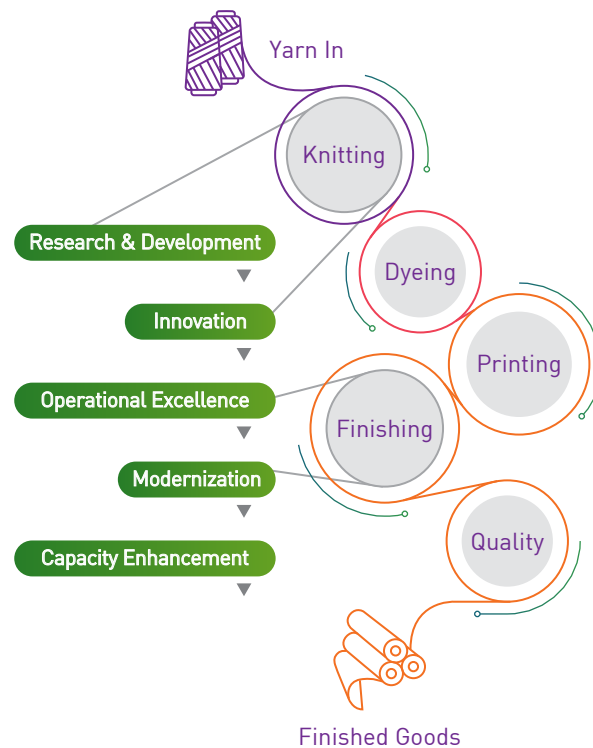 Yarn In
Knitting
Research & Development
Dyeing
Innovation
Printing
Operational Excellence
Finishing
Modernization
Quality
Capacity Enhancement
Finished Goods